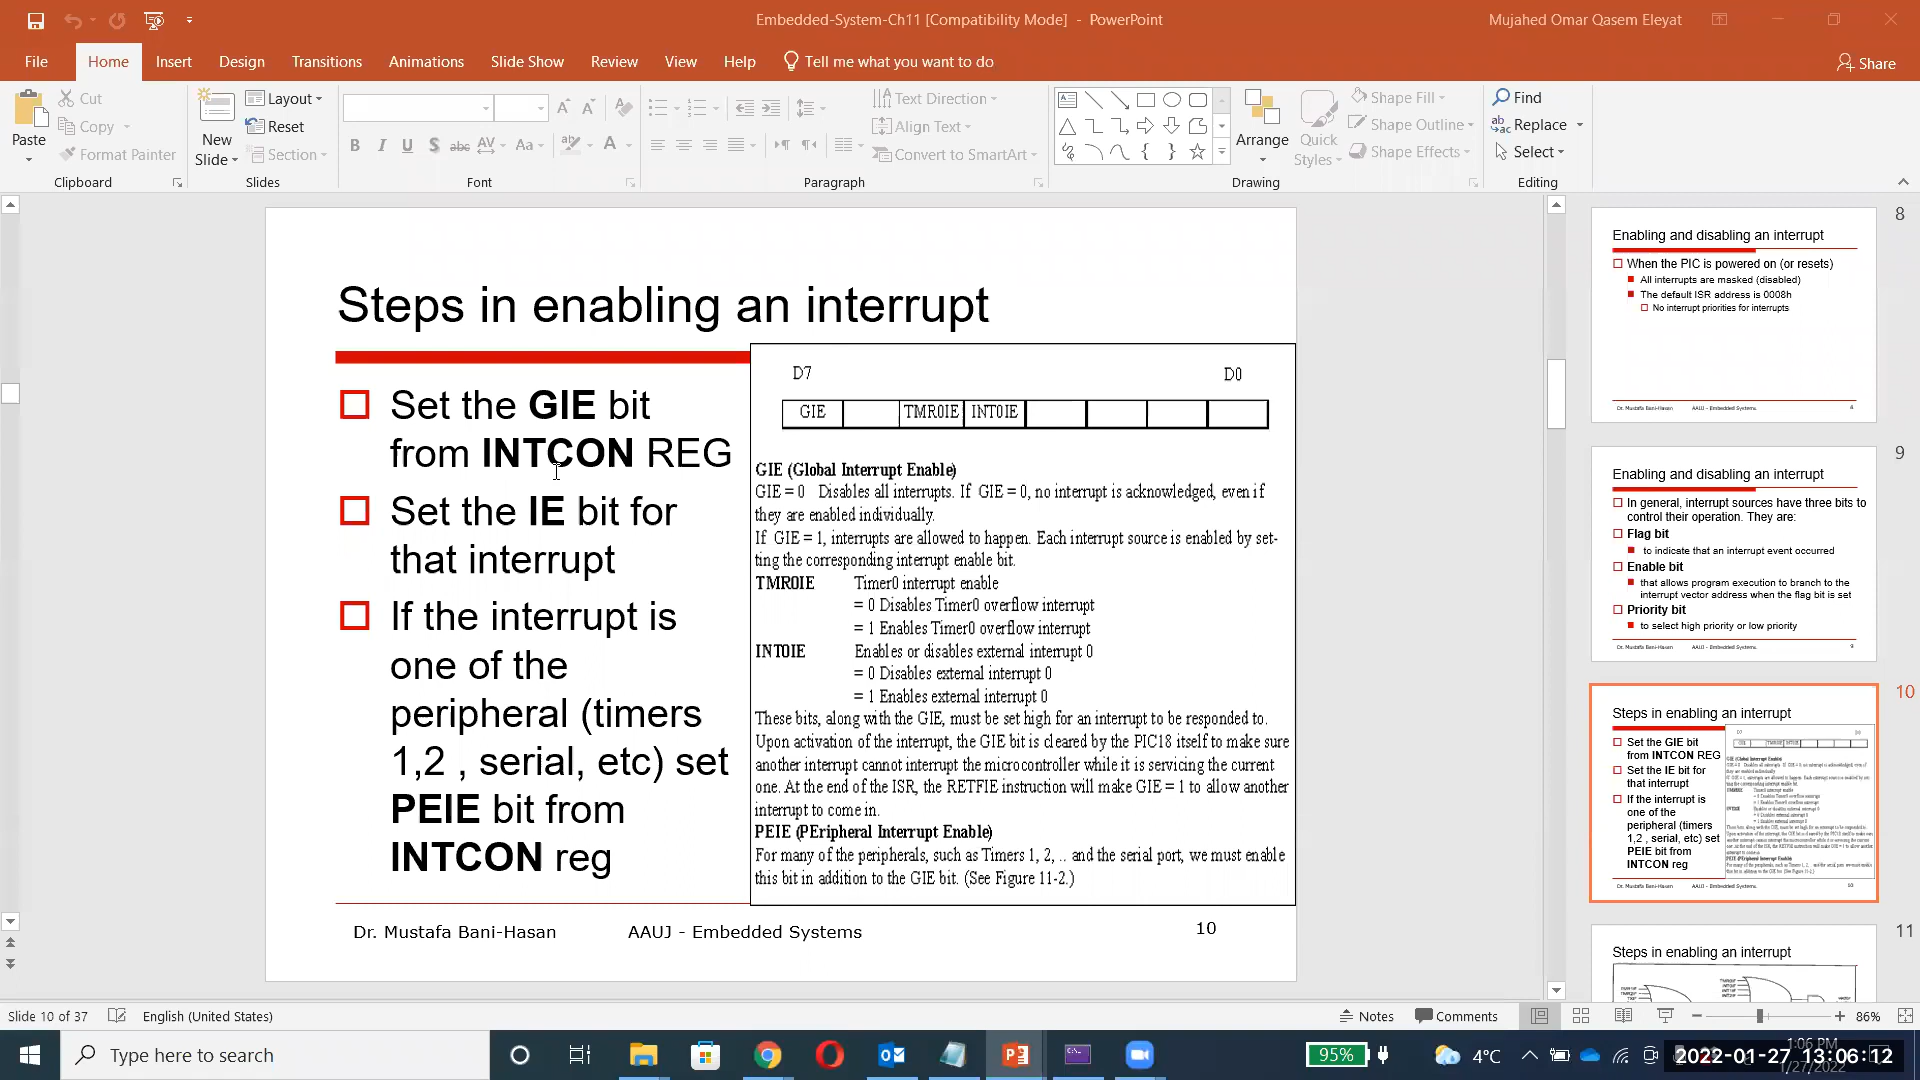 Embedded-System-Ch11 [Compatibility Mode] - PowerPoint
Mujahed Omar Qasem Eleyat
File Home Insert Design Transitions Animations Slide Show Review View Help Tell me what you want to do
Share
Paste
Cut
Copy
Format Painter
Clipboard
New Slide
Layout
Reset
Section
Slides
Font
Text Direction
Align Text
Convert to SmartArt
Paragraph
Arrange
Quick Styles
Shape Fill
Shape Outline
Shape Effects
Drawing
Find
Replace
Select
Editing
Steps in enabling an interrupt
Set the GIE bit
from INTCON REG
Set the IE bit for
that interrupt
If the interrupt is
one of the
peripheral (timers
1,2 , serial, etc) set
PEIE bit from
INTCON reg
D7 D0
GIE TMR0IE INT0IE
GIE (Global Interrupt Enable)
GIE = 0 Disables all interrupts. If GIE = 0, no interrupt is acknowledged, even if
they are enabled individually.
If GIE = 1, interrupts are allowed to happen. Each interrupt source is enabled by set-
ting the corresponding interrupt enable bit.
TMR0IE Timer0 interrupt enable
= 0 Disables Timer0 overflow interrupt
= 1 Enables Timer0 overflow interrupt
INT0IE Enables or disables external interrupt 0
= 0 Disables external interrupt 0
= 1 Enables external interrupt 0
These bits, along with the GIE, must be set high for an interrupt to be responded to.
Upon activation of the interrupt, the GIE bit is cleared by the PIC18 itself to make sure
another interrupt cannot interrupt the microcontroller while it is servicing the current
one. At the end of the ISR, the RETFIE instruction will make GIE = 1 to allow another
interrupt to come in.
PEIE (PEripheral Interrupt Enable)
For many of the peripherals, such as Timers 1, 2, .. and the serial port, we must enable
this bit in addition to the GIE bit. (See Figure 11-2.)
Dr. Mustafa Bani-Hasan AAUJ - Embedded Systems 10
8
Enabling and disabling an interrupt
When the PIC is powered on (or resets)
All interrupts are masked (disabled)
The default ISR address is 0008h
No interrupt priorities for interrupts
Dr. Mustafa Bani-Hasan AAUJ - Embedded Systems
9
Enabling and disabling an interrupt
In general, interrupt sources have three bits to
control their operation. They are:
Flag bit
to indicate that an interrupt event occurred
Enable bit
that allows program execution to branch to the
interrupt vector address when the flag bit is set
Priority bit
to select high priority or low priority
Dr. Mustafa Bani-Hasan AAUJ - Embedded Systems 9
10
Steps in enabling an interrupt
Set the GIE bit
from INTCON REG
Set the IE bit for
that interrupt
If the interrupt is
one of the
peripheral (timers
1,2 , serial, etc) set
PEIE bit from
INTCON reg
Dr. Mustafa Bani-Hasan AAUJ - Embedded Systems 10
11
Steps in enabling an interrupt
Slide 10 of 37 English (United States)
Notes Comments 86%
Type here to search
95%
4°C
2022-01-27 13:06:12